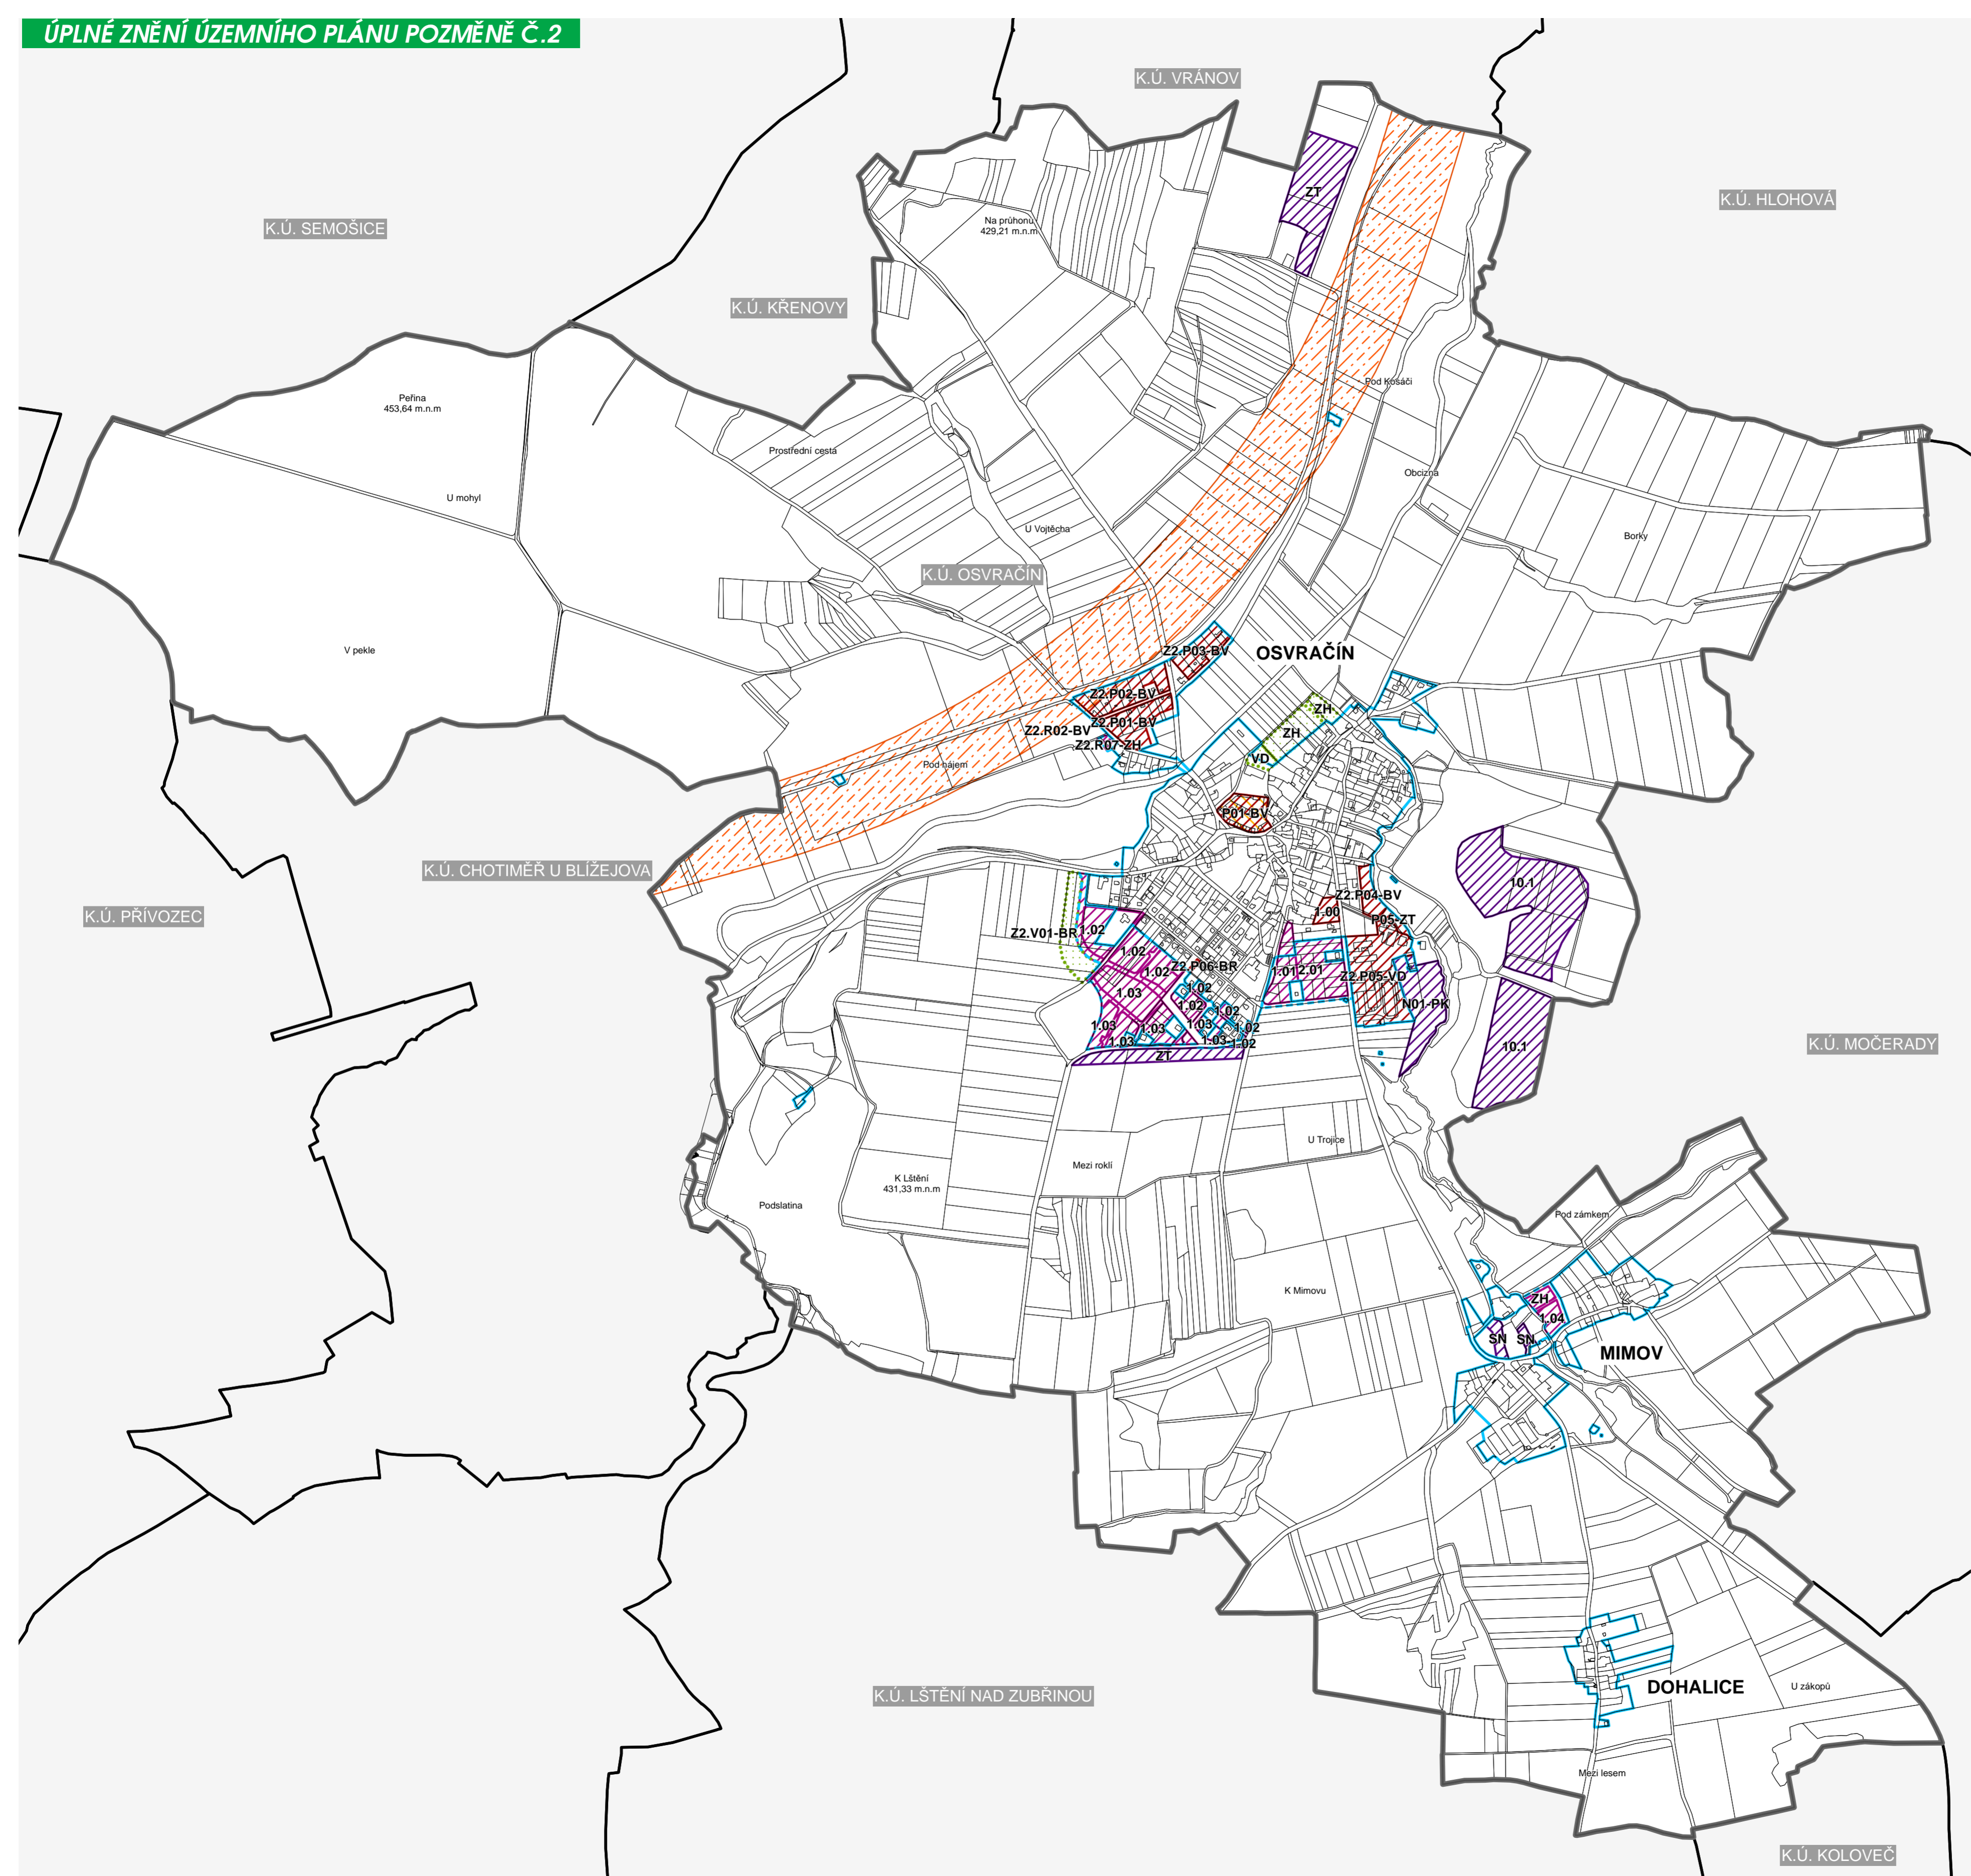 ÚPLNÉ ZNĚNÍ ÚZEMNÍHO PLÁNU POZMĚNĚ Č.2
K.Ú. VRÁNOV
K.Ú. HLOHOVÁ
K.Ú. SEMOŠICE
ZT
Na průhonu
429,21 m.n.m
K.Ú. KŘENOVY
Pod Košáči
Peřina
453,64 m.n.m
Prostřední cesta
Obcizna
U mohyl
U Vojtěcha
Borky
K.Ú. OSVRAČÍN
V pekle
Z2.P03-BV
OSVRAČÍN
Z2.P02-BV
ZH
Z2.P01-BV
Z2.R02-BV
ZH
Z2.R07-ZH
VD
Pod hájem
P01-BV
K.Ú. CHOTIMĚŘ U BLÍŽEJOVA
10.1
Z2.P04-BV
K.Ú. PŘÍVOZEC
1.00
P05-ZT
Z2.V01-BR
1.02
1.02
1.02
Z2.P06-BR
1.01
2.01
Z2.P05-VD
1.02
1.03
1.02
N01-PK
1.02
1.03
1.03
1.03
1.02
1.03
1.03
1.02
ZT
10.1
K.Ú. MOČERADY
U Trojice
Mezi roklí
K Lštění
431,33 m.n.m
Podslatina
Pod zámkem
K Mimovu
ZH
1.04
SN
SN
MIMOV
DOHALICE
U zákopů
K.Ú. LŠTĚNÍ NAD ZUBŘINOU
Mezi lesem
K.Ú. KOLOVEČ